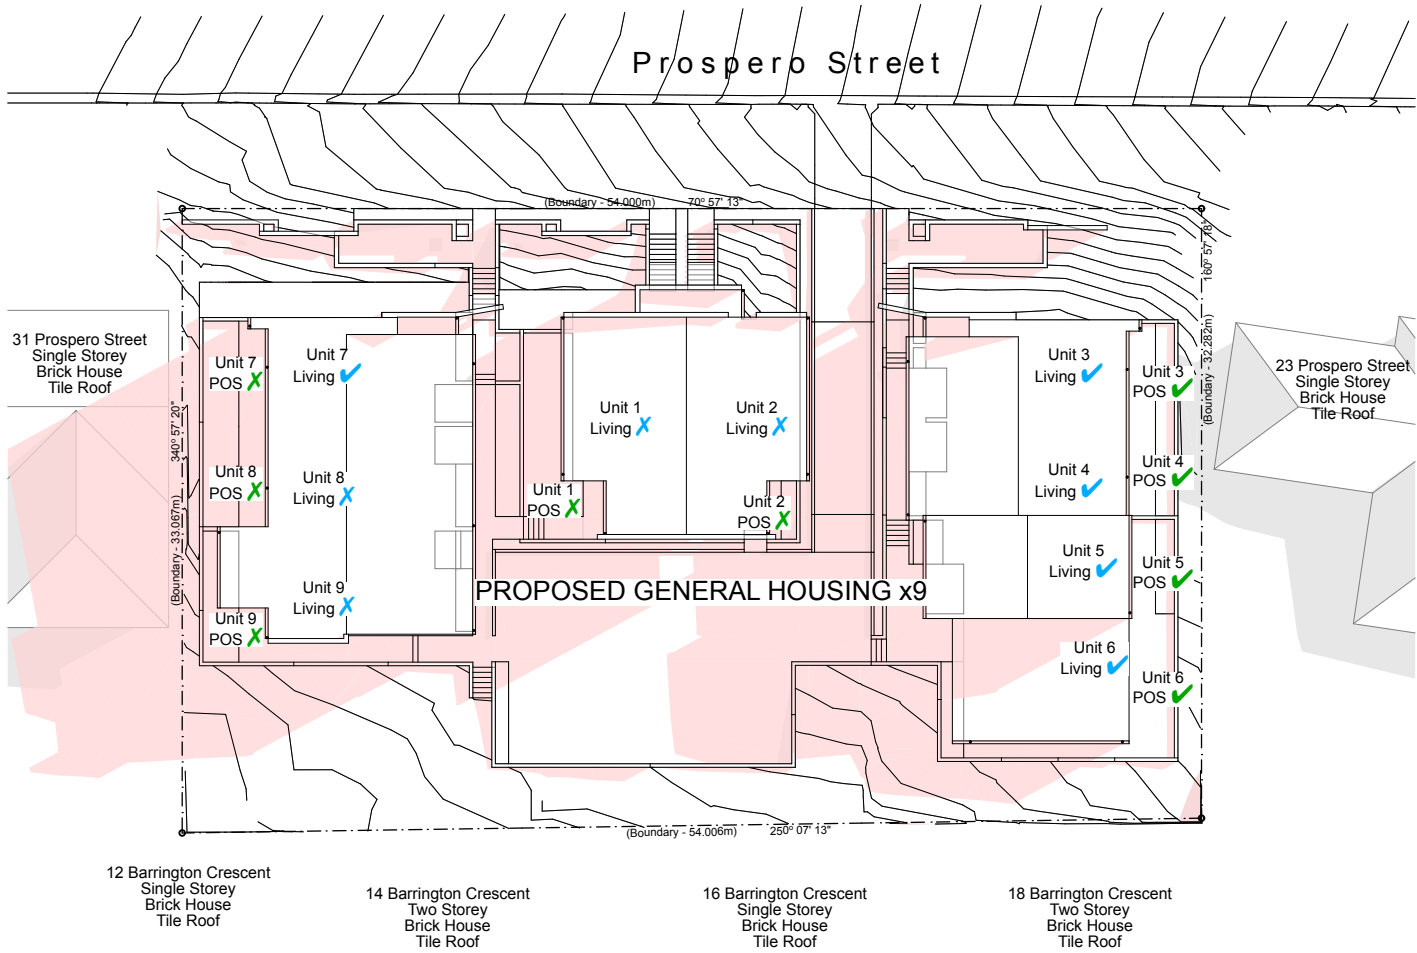 Prospero Street
(Boundary - 54.000m) 70° 57' 13"
160° 57' 18"
(Boundary - 32.282m)
31 Prospero Street
Single Storey
Brick House
Tile Roof
23 Prospero Street
Single Storey
Brick House
Tile Roof
340° 57' 20"
(Boundary - 33.067m)
Unit 7
POS ✗
Unit 7
Living ✓
Unit 8
POS ✗
Unit 8
Living ✗
Unit 9
POS ✗
Unit 9
Living ✗
Unit 1
Living ✗
Unit 2
Living ✗
Unit 1
POS ✗
Unit 2
POS ✗
Unit 3
Living ✓
Unit 3
POS ✓
Unit 4
Living ✓
Unit 4
POS ✓
Unit 5
Living ✓
Unit 5
POS ✓
Unit 6
Living ✓
Unit 6
POS ✓
PROPOSED GENERAL HOUSING x9
(Boundary - 54.006m) 250° 07' 13"
12 Barrington Crescent
Single Storey
Brick House
Tile Roof
14 Barrington Crescent
Two Storey
Brick House
Tile Roof
16 Barrington Crescent
Single Storey
Brick House
Tile Roof
18 Barrington Crescent
Two Storey
Brick House
Tile Roof